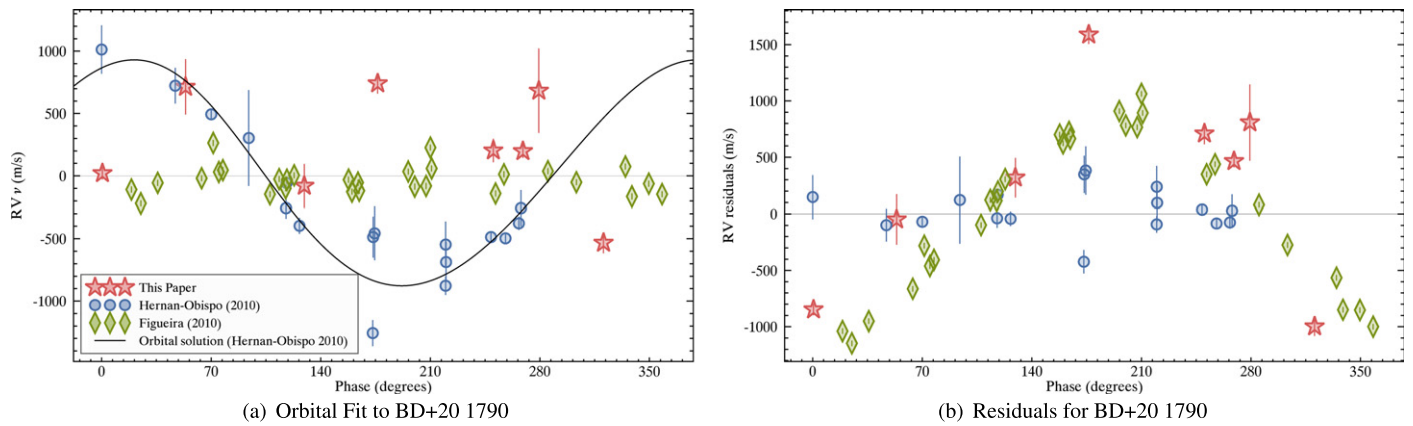 1000
500
0
-500
-1000
RV ν (m/s)
This Paper
Hernan-Obispo (2010)
Figueira (2010)
Orbital solution (Hernan-Obispo 2010)
0 70 140 210 280 350
Phase (degrees)
(a) Orbital Fit to BD+20 1790
1500
1000
500
0
-500
-1000
RV residuals (m/s)
0 70 140 210 280 350
Phase (degrees)
(b) Residuals for BD+20 1790